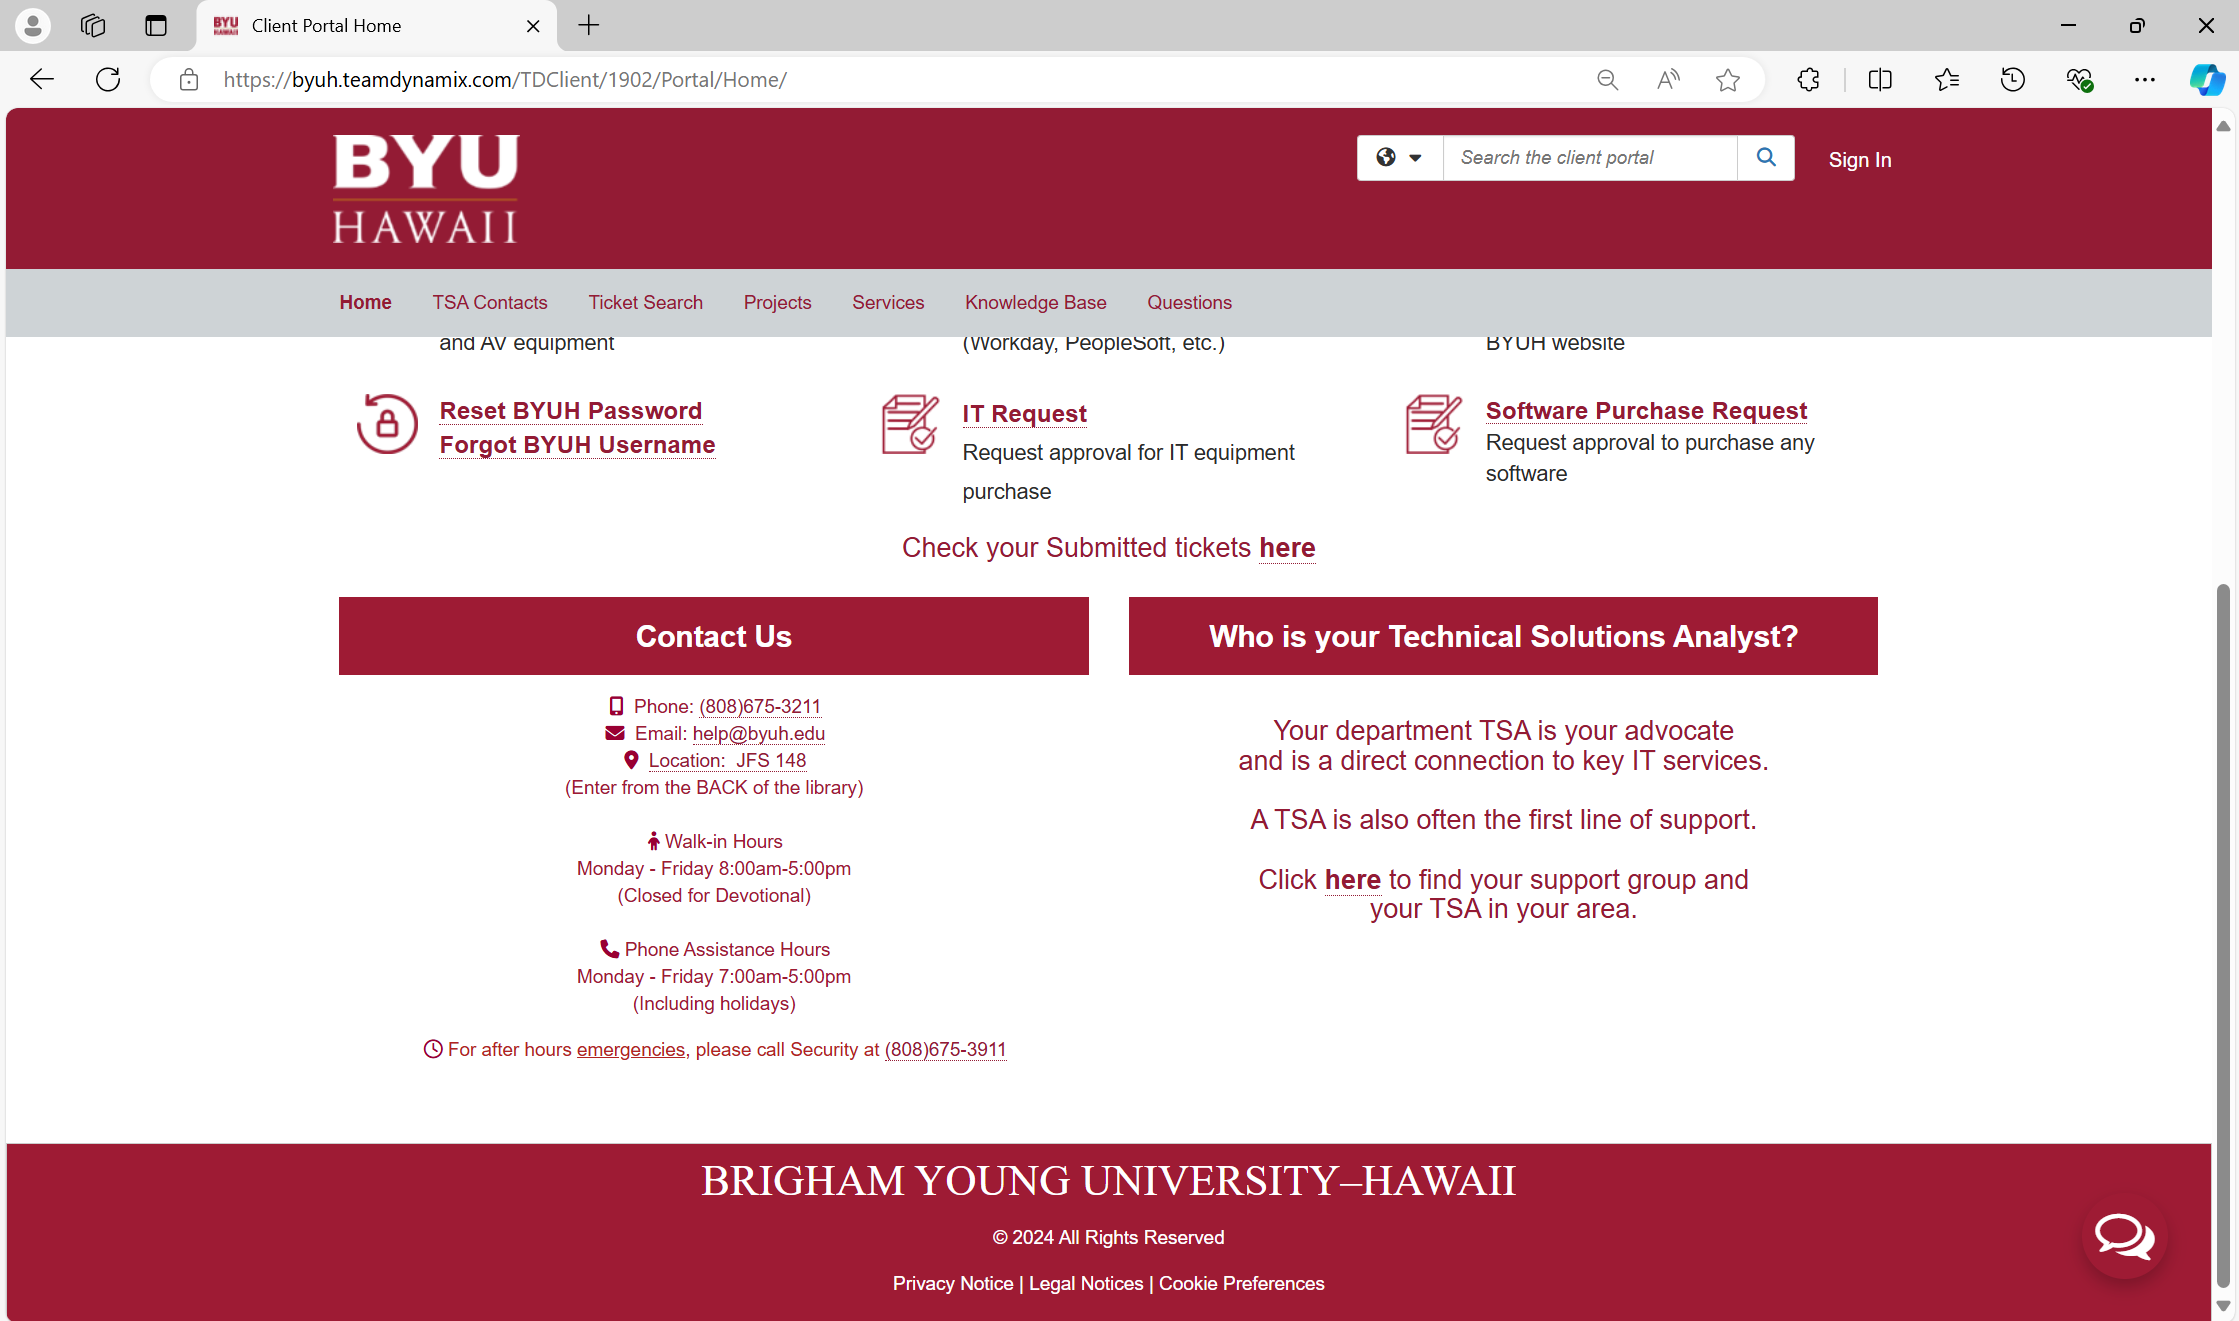 BYU HAWAII
Client Portal Home
https://byuh.teamdynamix.com/TDClient/1902/Portal/Home/
BYU
HAWAII
Search the client portal
Sign In
Home
TSA Contacts
Ticket Search
Projects
Services
Knowledge Base
Questions
and AV equipment
(Workday, PeopleSoft, etc.)
BYUH website
Reset BYUH Password
Forgot BYUH Username
IT Request
Request approval for IT equipment
purchase
Software Purchase Request
Request approval to purchase any
software
Check your Submitted tickets here
Contact Us
Phone: (808)675-3211
Email: help@byuh.edu
Location: JFS 148
(Enter from the BACK of the library)
Walk-in Hours
Monday - Friday 8:00am-5:00pm
(Closed for Devotional)
Phone Assistance Hours
Monday - Friday 7:00am-5:00pm
(Including holidays)
For after hours emergencies, please call Security at (808)675-3911
Who is your Technical Solutions Analyst?
Your department TSA is your advocate
and is a direct connection to key IT services.
A TSA is also often the first line of support.
Click here to find your support group and
your TSA in your area.
BRIGHAM YOUNG UNIVERSITY–HAWAII
© 2024 All Rights Reserved
Privacy Notice | Legal Notices | Cookie Preferences